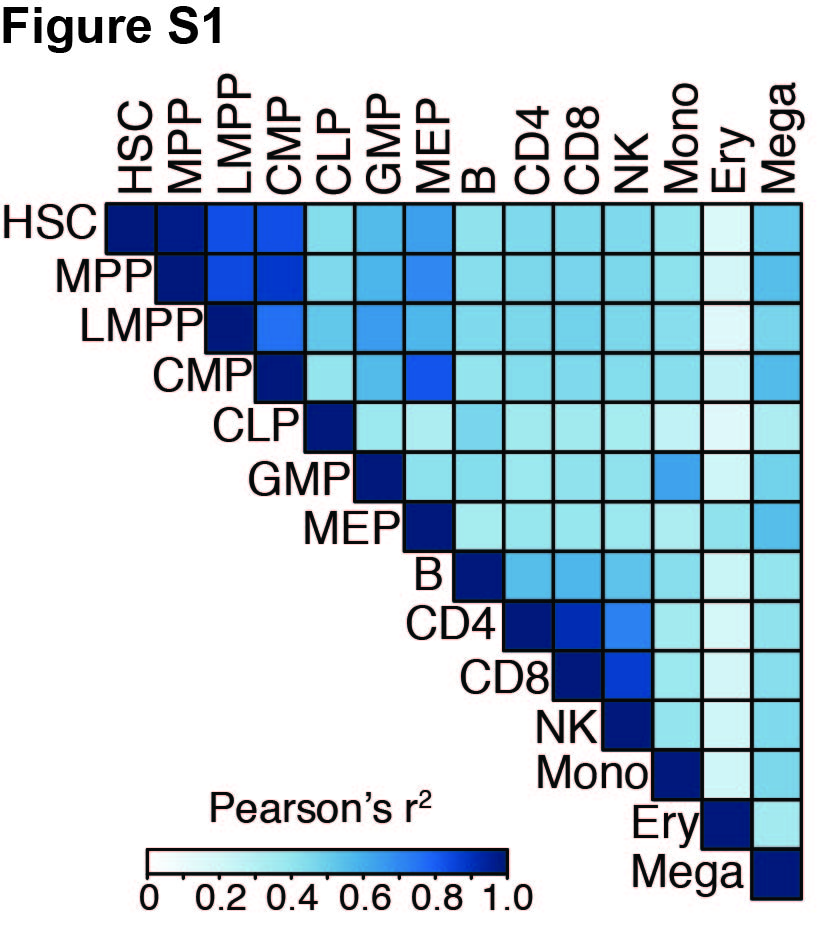 Figure S1
HSC MPP LMPP CMP CLP GMP MEP B CD4 CD8 NK Mono Ery Mega
HSC
MPP
LMPP
CMP
CLP
GMP
MEP
B
CD4
CD8
NK
Mono
Ery
Mega
Pearson's r²
0 0.2 0.4 0.6 0.8 1.0